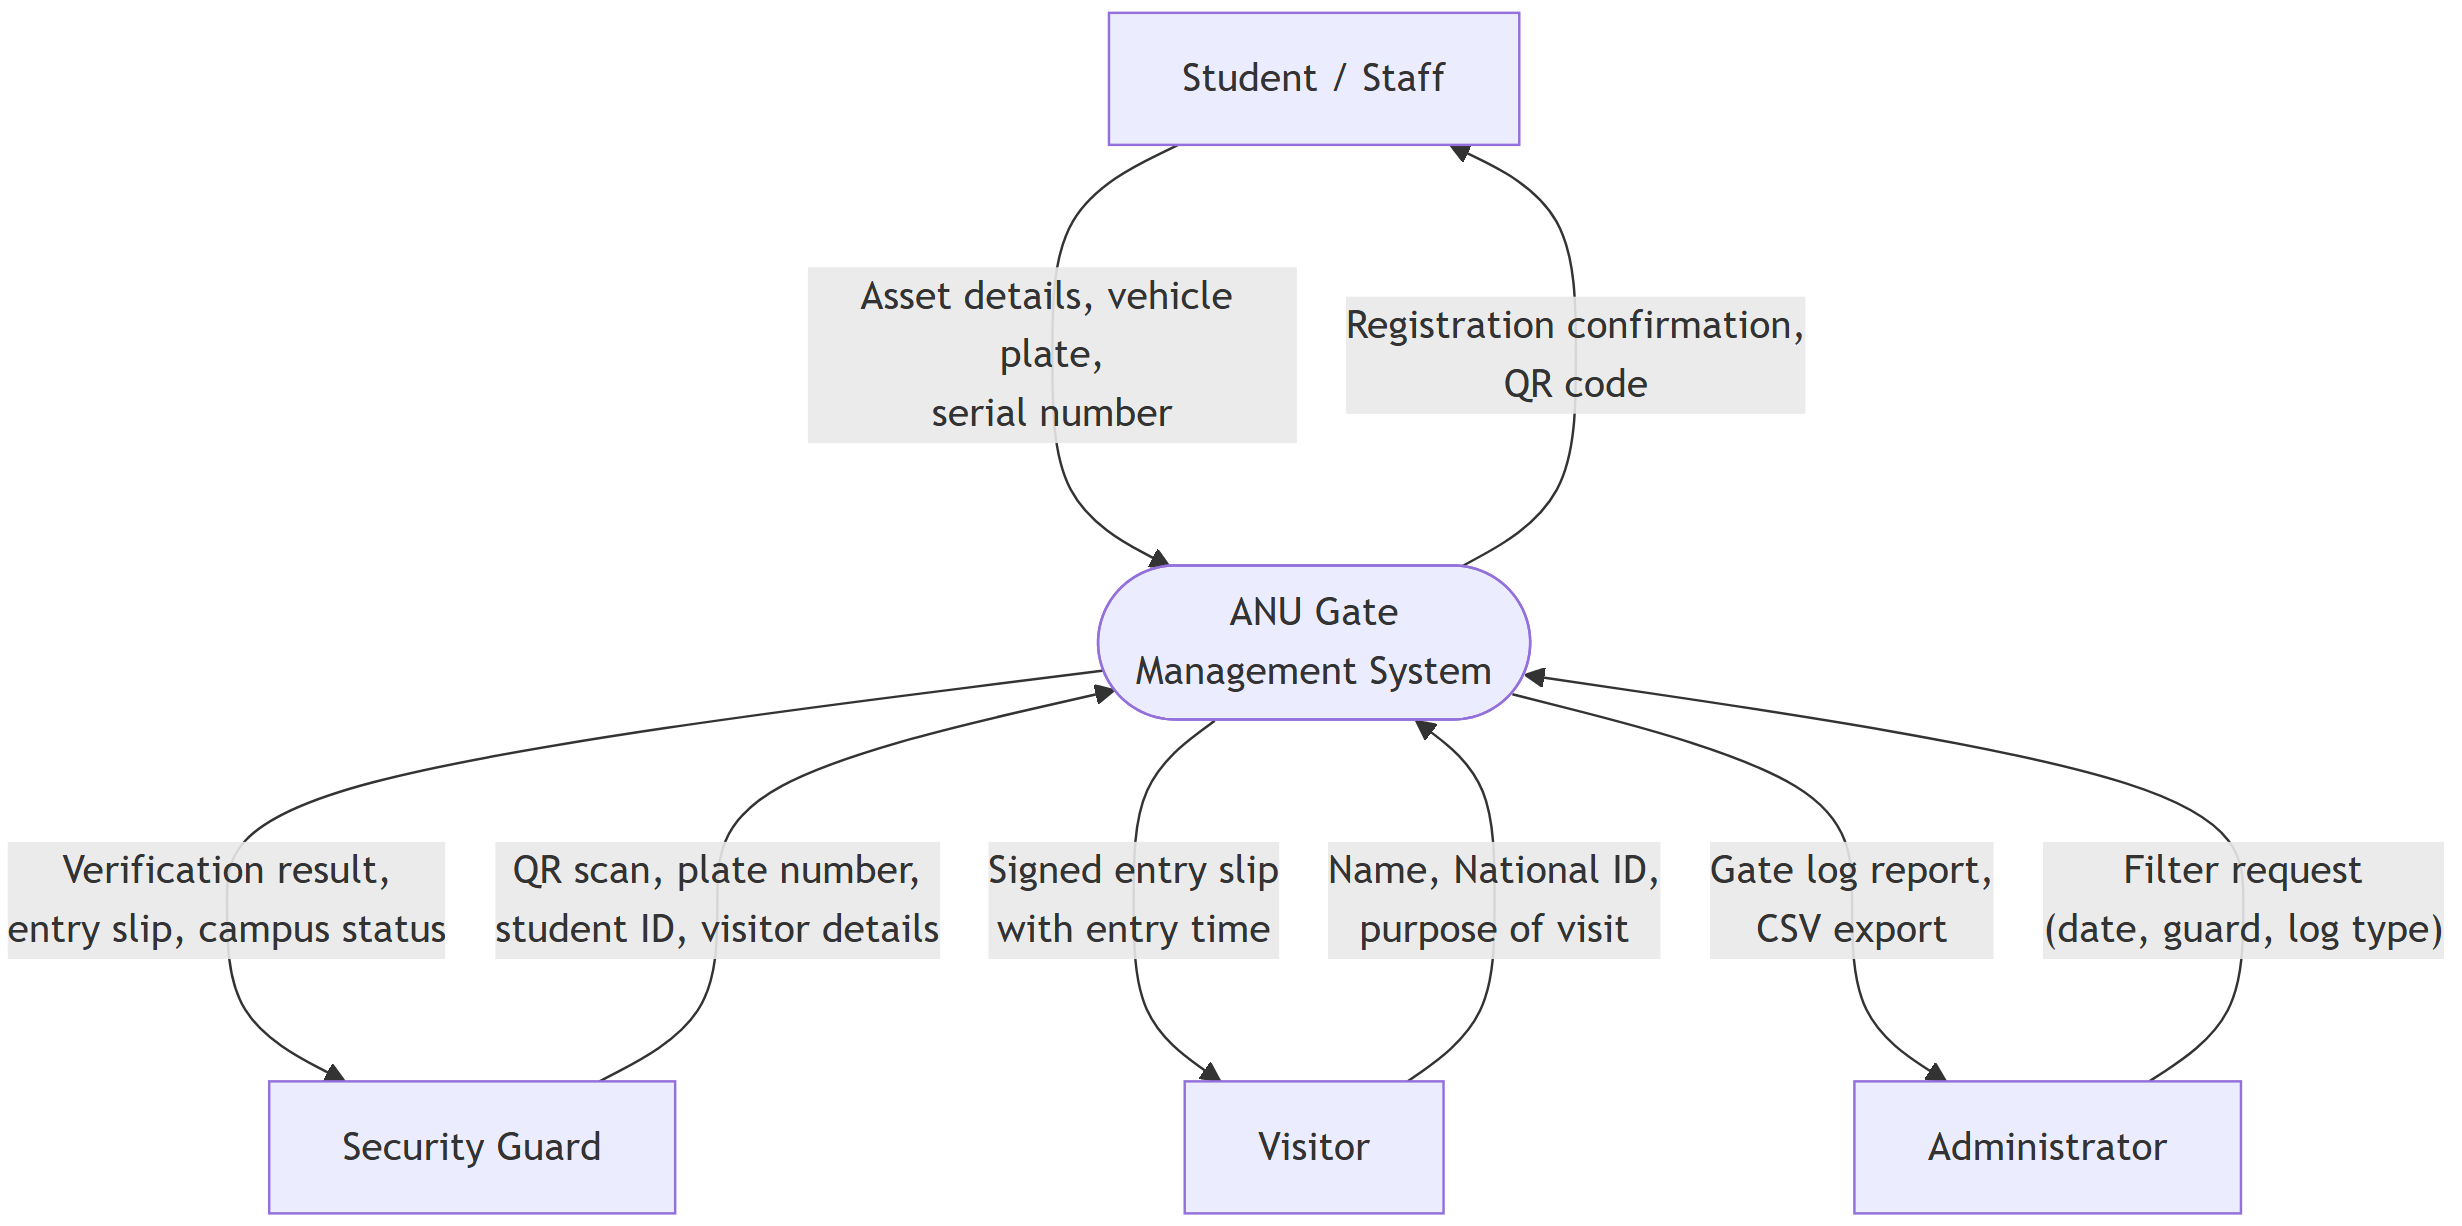 Student / Staff
Asset details, vehicle
plate,
serial number
Registration confirmation,
QR code
ANU Gate
Management System
Verification result,
entry slip, campus status
QR scan, plate number,
student ID, visitor details
Signed entry slip
with entry time
Name, National ID,
purpose of visit
Gate log report,
CSV export
Filter request
(date, guard, log type)
Security Guard
Visitor
Administrator